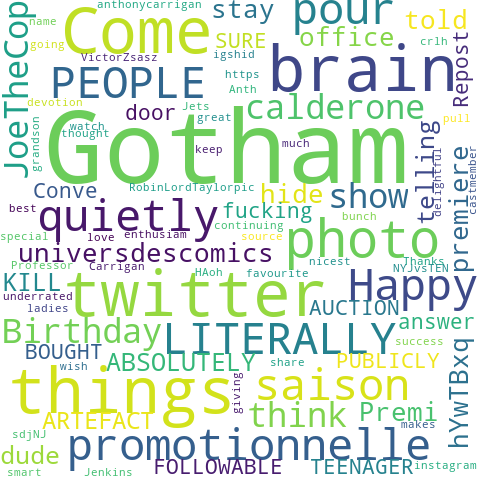 anthonycarrigan
name
going
VictorZsasz
Come
stay
SURE
igshid
https
Anth
pour
office
told
crlh
Repost
JoeTheCop
PEOPLE
brain
devotion
watch
thought
grandson
door
Jets
great
calderone
pull
Gotham
keep
much
telling
delightful
castmember
premiere
Conve
RobinLordTaylorpic
hide
show
best
quietly
fucking
continuing
bunch
special
love
enthusiam
source
photo
Professor
universdescomics
nicest
Thanks
NYJvsTEN
Carrigan
HAoh
favourite
KILL
underrated
ladies
twitter
Happy
AUCTION
Birthday
LITERALLY
answer
success
hYwTBxq
BOUGHT
wish
ABSOLUTELY
share
PUBLICLY
things
giving
saison
makes
ARTEFACT
think
Premi
sdjNJ
dude
promotionnelle
smart
Jenkins
FOLLOWABLE
TEENAGER
instagram